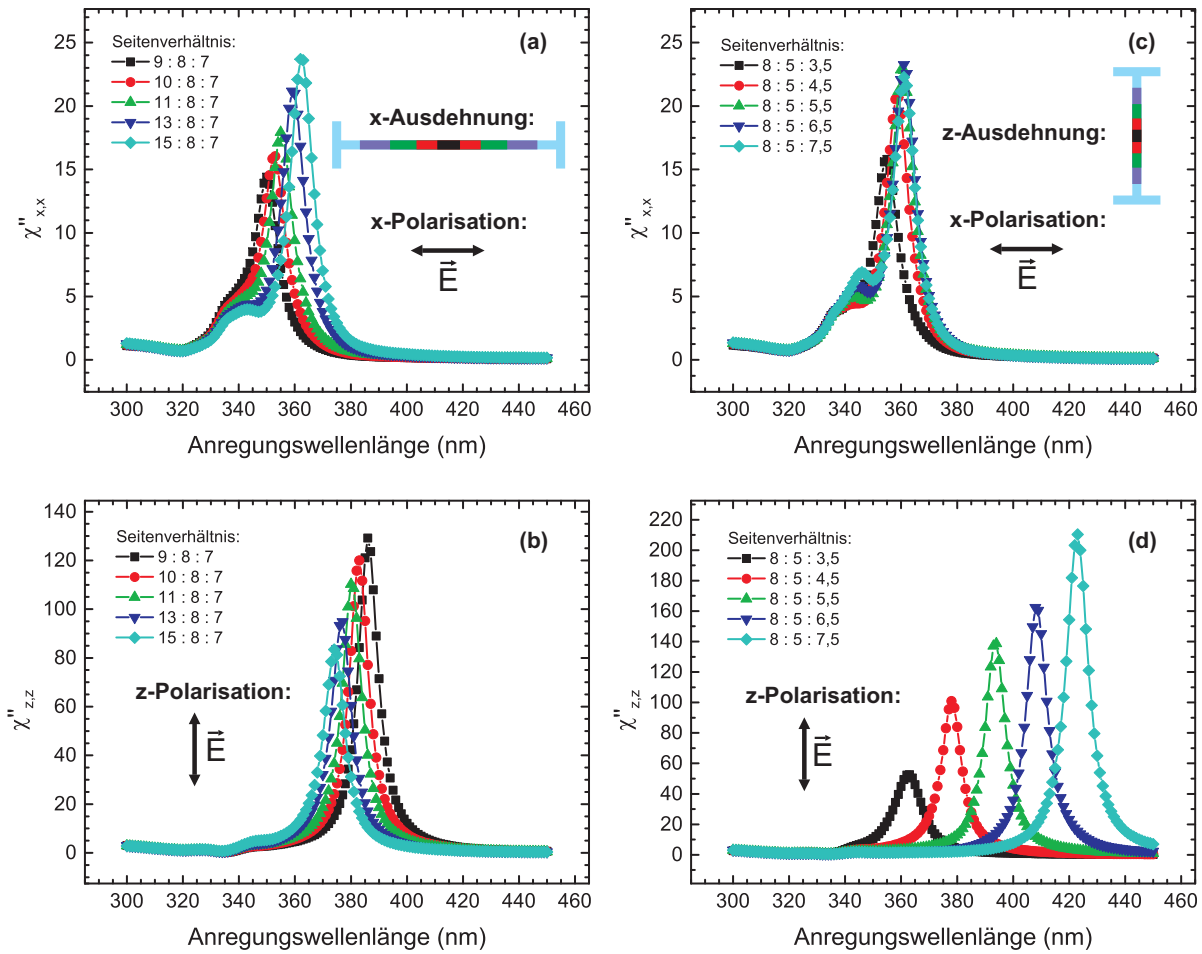 (a)
Seitenverhältnis:
9 : 8 : 7
10 : 8 : 7
11 : 8 : 7
13 : 8 : 7
15 : 8 : 7
x-Ausdehnung:
x-Polarisation:
E
χ''x,x
25
20
15
10
5
0
300 320 340 360 380 400 420 440 460
Anregungswellenlänge (nm)
(c)
Seitenverhältnis:
8 : 5 : 3,5
8 : 5 : 4,5
8 : 5 : 5,5
8 : 5 : 6,5
8 : 5 : 7,5
z-Ausdehnung:
x-Polarisation:
E
χ''x,x
25
20
15
10
5
0
300 320 340 360 380 400 420 440 460
Anregungswellenlänge (nm)
(b)
Seitenverhältnis:
9 : 8 : 7
10 : 8 : 7
11 : 8 : 7
13 : 8 : 7
15 : 8 : 7
z-Polarisation:
E
χ''z,z
140
120
100
80
60
40
20
0
300 320 340 360 380 400 420 440 460
Anregungswellenlänge (nm)
(d)
Seitenverhältnis:
8 : 5 : 3,5
8 : 5 : 4,5
8 : 5 : 5,5
8 : 5 : 6,5
8 : 5 : 7,5
z-Polarisation:
E
χ''z,z
220
200
180
160
140
120
100
80
60
40
20
0
300 320 340 360 380 400 420 440 460
Anregungswellenlänge (nm)